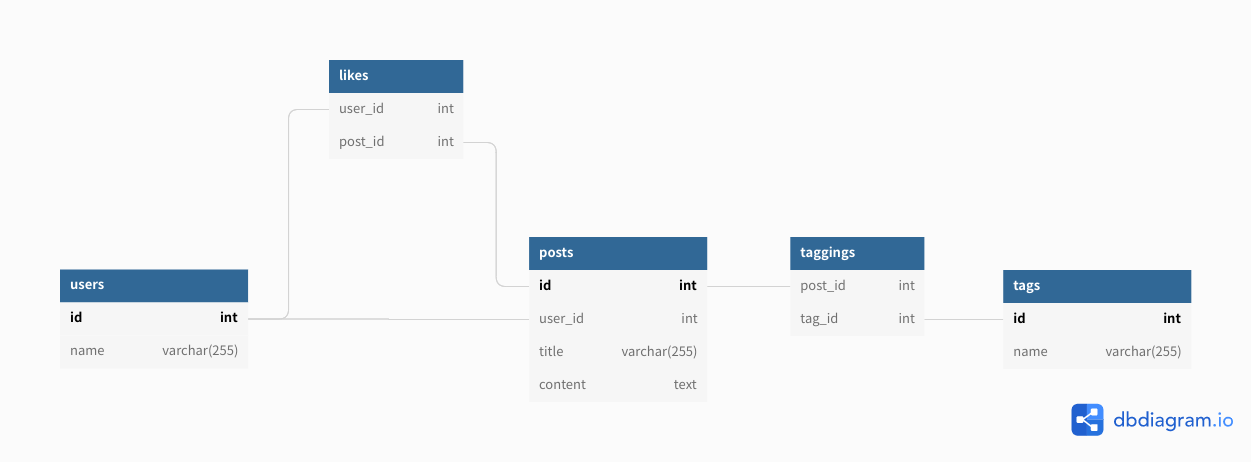 likes
user_id int
post_id int
posts
id int
user_id int
title varchar(255)
content text
taggings
post_id int
tag_id int
users
id int
name varchar(255)
tags
id int
name varchar(255)
dbdiagram.io